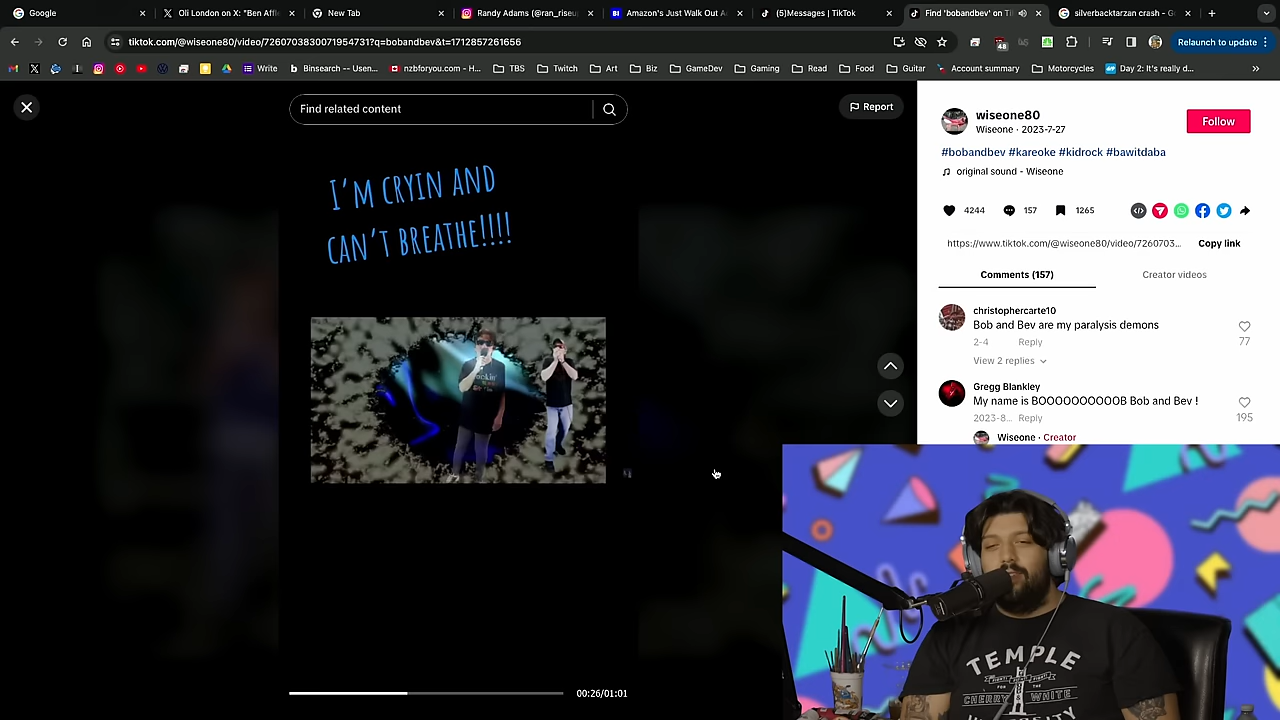 Google
Oli London on X: "Ben Affle
New Tab
Randy Adams (@ran_riseup
Amazon's Just Walk Out A
(5)Messages | TikTok
Find 'bobandbev' on Ti
silverbacktarzan crash - G
tiktok.com/@wiseone80/video/7260703830071954731?q=bobandbev&t=1712857261656
48
Relaunch to update
Write
Binsearch -- Usen...
nzbforyou.com - H...
TBS
Twitch
Art
Biz
GameDev
Gaming
Read
Food
Guitar
Account summary
Motorcycles
Day 2: It's really d...
Find related content
Report
I'M CRYIN AND
CAN'T BREATHE!!!!
00:26/01:01
wiseone80
Wiseone · 2023-7-27
Follow
#bobandbev #kareoke #kidrock #bawitdaba
original sound - Wiseone
4244
157
1265
https://www.tiktok.com/@wiseone80/video/7260703...
Copy link
Comments (157)
Creator videos
christophercarte10
Bob and Bev are my paralysis demons
2-4
Reply
77
View 2 replies
Gregg Blankley
My name is BOOOOOOOOOOB Bob and Bev !
2023-8...
Reply
195
Wiseone · Creator
TEMPLE
FOR THE
CHERRY WHITE